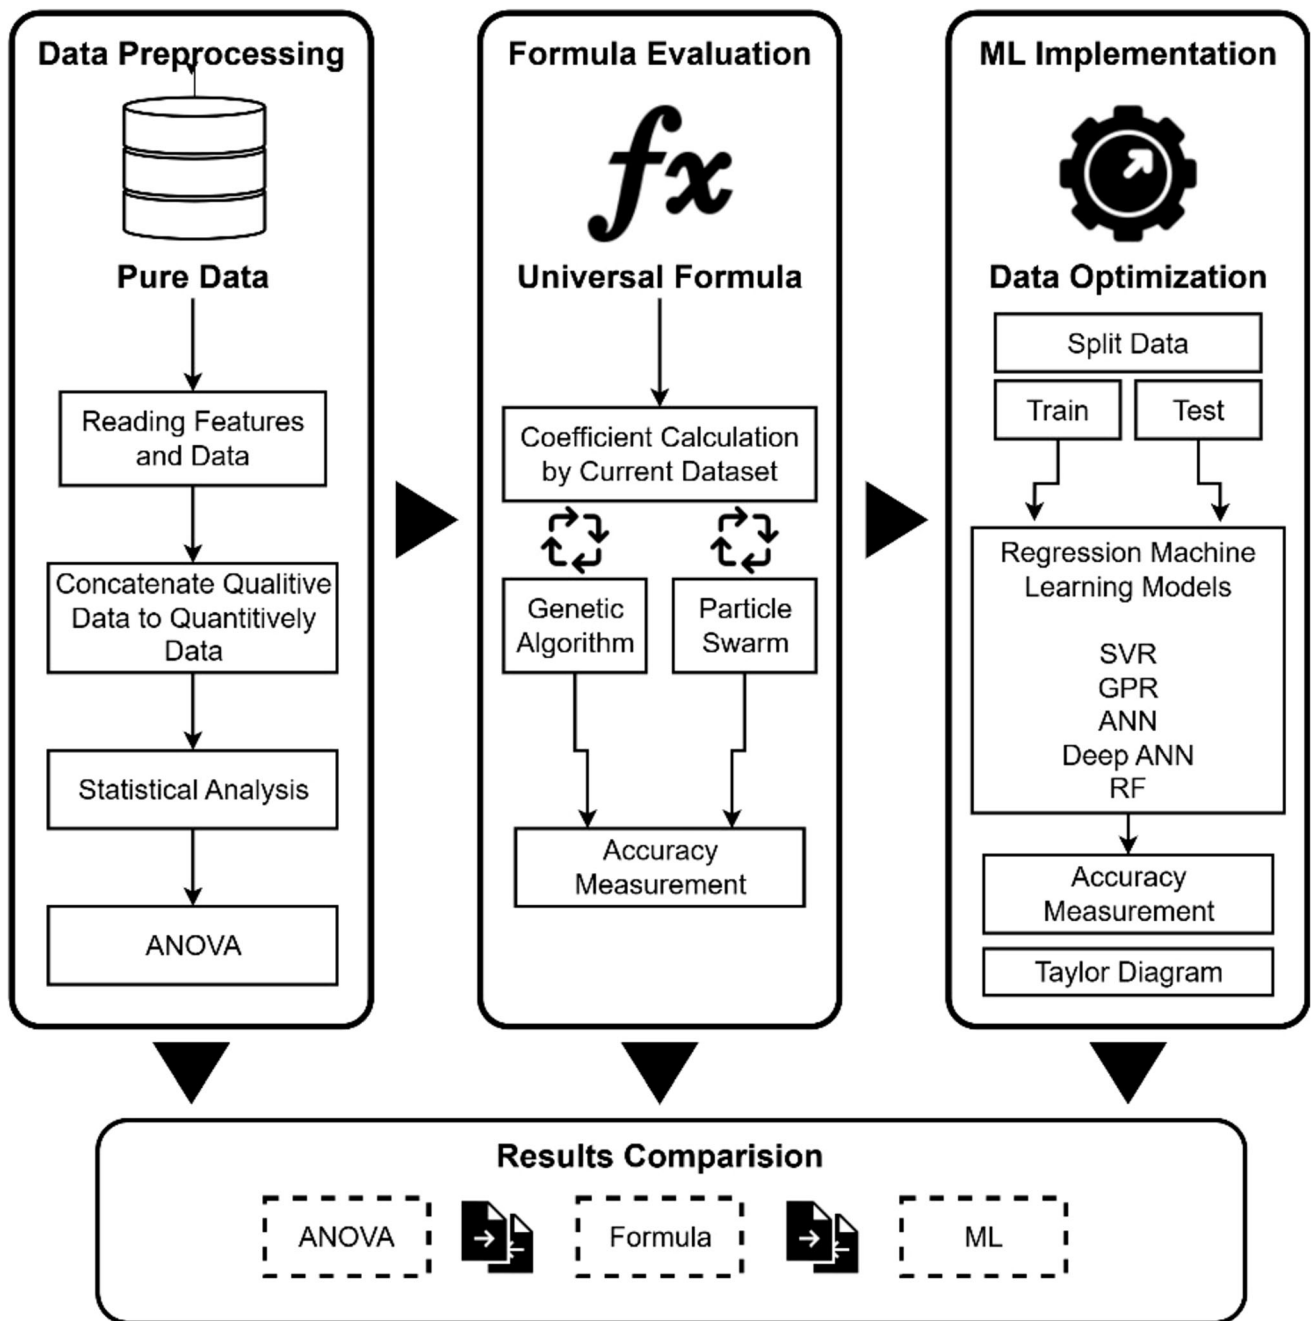 Data Preprocessing
Pure Data
Reading Features
and Data
Concatenate Qualitive
Data to Quantitively
Data
Statistical Analysis
ANOVA
Formula Evaluation
fx
Universal Formula
Coefficient Calculation
by Current Dataset
Genetic
Algorithm
Particle
Swarm
Accuracy
Measurement
ML Implementation
Data Optimization
Split Data
Train
Test
Regression Machine
Learning Models
SVR
GPR
ANN
Deep ANN
RF
Accuracy
Measurement
Taylor Diagram
Results Comparision
ANOVA
Formula
ML